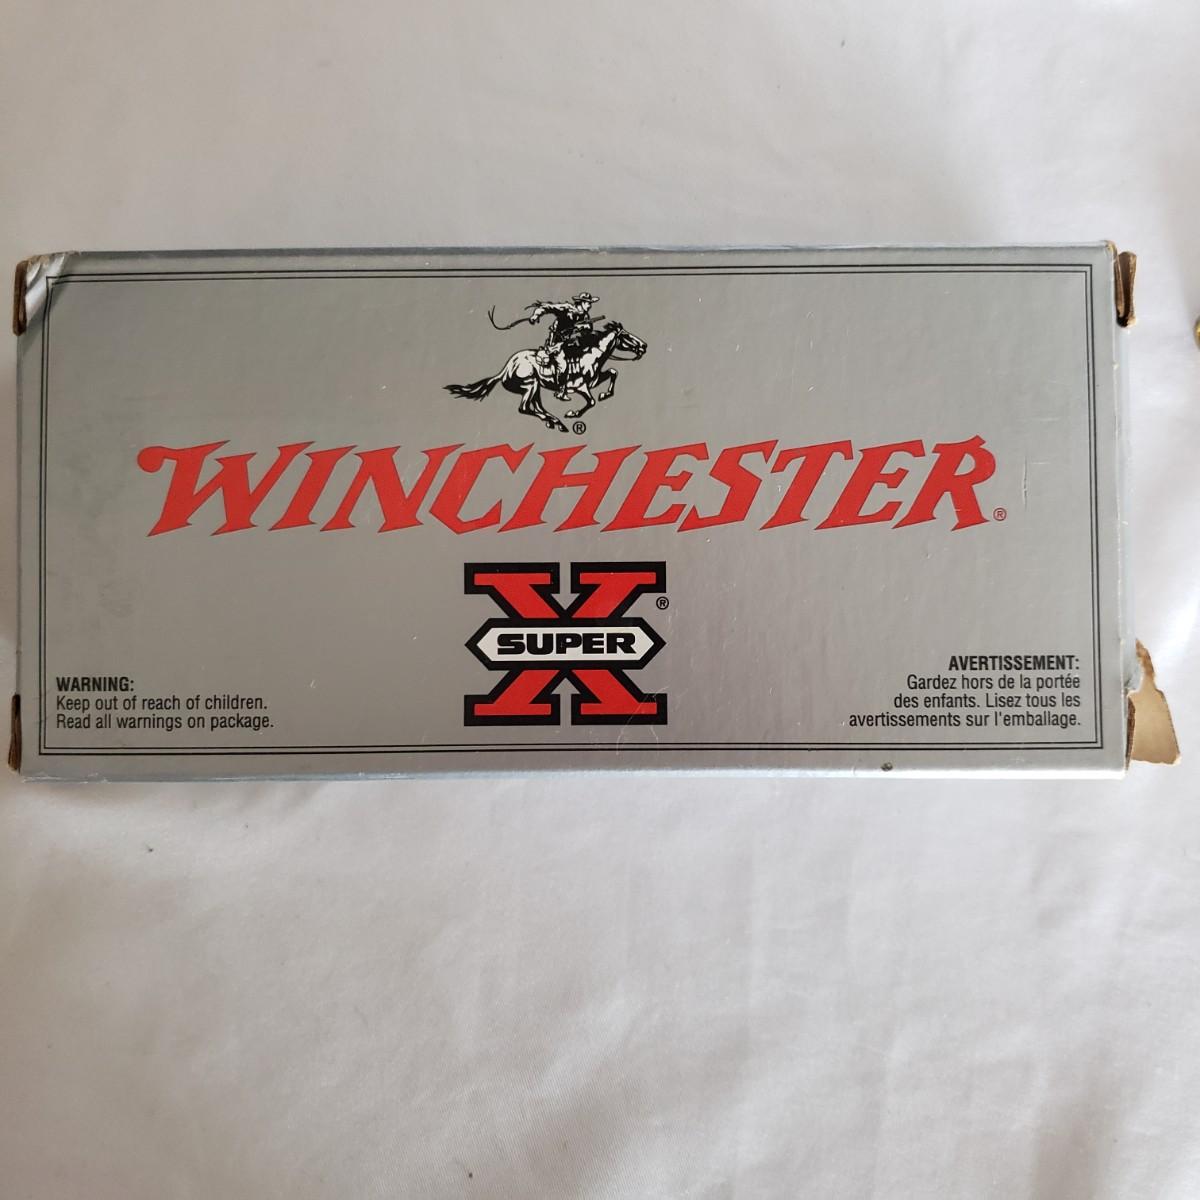 ®
WINCHESTER®
X®
SUPER
WARNING:
Keep out of reach of children.
Read all warnings on package.
AVERTISSEMENT:
Gardez hors de la portée
des enfants. Lisez tous les
avertissements sur l'emballage.